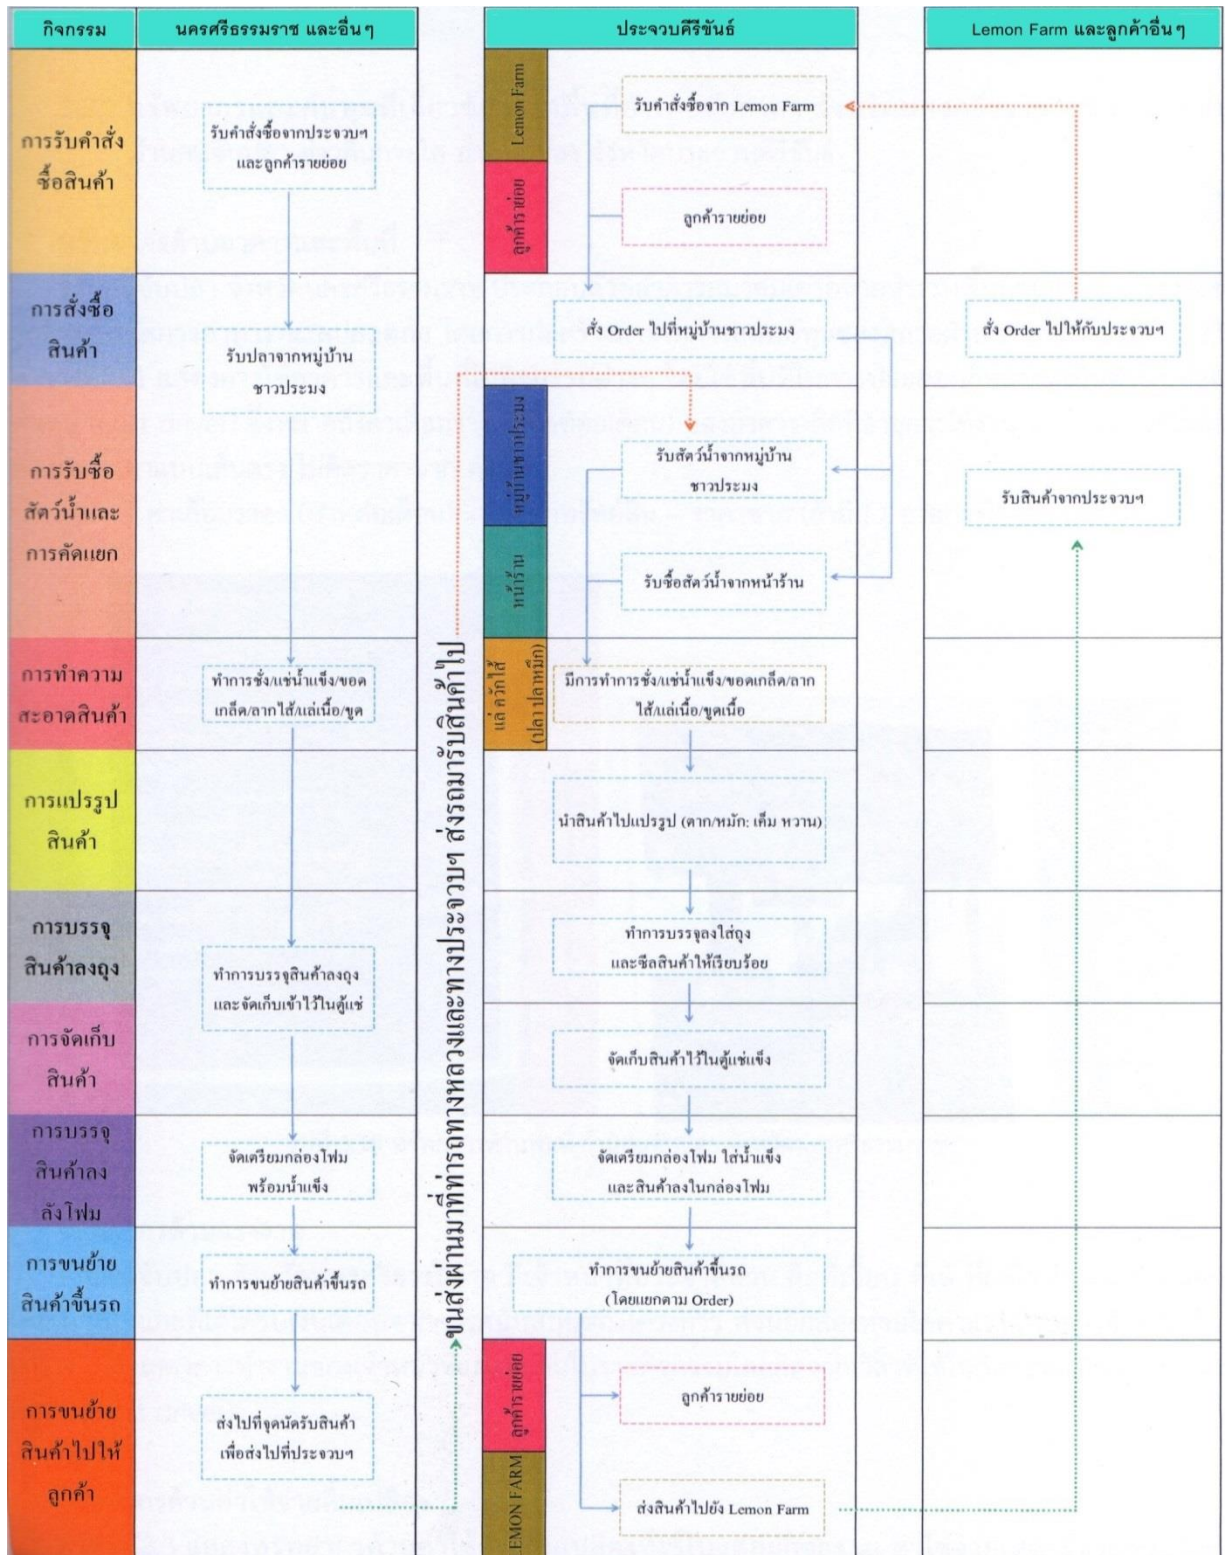 กิจกรรม
นครศรีธรรมราช และอื่นๆ
ประจวบคีรีขันธ์
Lemon Farm และลูกค้าอื่นๆ
การรับคำสั่ง
ซื้อสินค้า
รับคำสั่งซื้อจากประจวบฯ
และลูกค้ารายย่อย
Lemon Farm
รับคำสั่งซื้อจาก Lemon Farm
ลูกค้ารายย่อย
ลูกค้ารายย่อย
การสั่งซื้อ
สินค้า
รับปลาจากหมู่บ้าน
ชาวประมง
สั่ง Order ไปที่หมู่บ้านชาวประมง
สั่ง Order ไปให้กับประจวบฯ
การรับซื้อ
สัตว์น้ำและ
การคัดแยก
หมู่บ้านชาวประมง
รับสัตว์น้ำจากหมู่บ้าน
ชาวประมง
รับสินค้าจากประจวบฯ
หน้าร้าน
รับซื้อสัตว์น้ำจากหน้าร้าน
ขนส่งผ่านมาที่ท่ารถทางหลวงและทางประจวบฯ ส่งรถมารับสินค้าไป
การทำความ
สะอาดสินค้า
ทำการชั่ง/แช่น้ำแข็ง/ขอด
เกล็ด/ลากไส้/แล่เนื้อ/ขูด
แล่ ควักไส้
(ปลา ปลาหมึก)
มีการทำการชั่ง/แช่น้ำแข็ง/ขอดเกล็ด/ลาก
ไส้/แล่เนื้อ/ขูดเนื้อ
การแปรรูป
สินค้า
นำสินค้าไปแปรรูป (ตาก/หมัก: เค็ม หวาน)
การบรรจุ
สินค้าลงถุง
ทำการบรรจุสินค้าลงถุง
และจัดเก็บเข้าไว้ในตู้แช่
ทำการบรรจุลงใส่ถุง
และซีลสินค้าให้เรียบร้อย
การจัดเก็บ
สินค้า
จัดเก็บสินค้าไว้ในตู้แช่แข็ง
การบรรจุ
สินค้าลง
ลังโฟม
จัดเตรียมกล่องโฟม
พร้อมน้ำแข็ง
จัดเตรียมกล่องโฟม ใส่น้ำแข็ง
และสินค้าลงในกล่องโฟม
การขนย้าย
สินค้าขึ้นรถ
ทำการขนย้ายสินค้าขึ้นรถ
ทำการขนย้ายสินค้าขึ้นรถ
(โดยแยกตาม Order)
การขนย้าย
สินค้าไปให้
ลูกค้า
ส่งไปที่จุดนัดรับสินค้า
เพื่อส่งไปที่ประจวบฯ
ลูกค้ารายย่อย
ลูกค้ารายย่อย
LEMON FARM
ส่งสินค้าไปยัง Lemon Farm